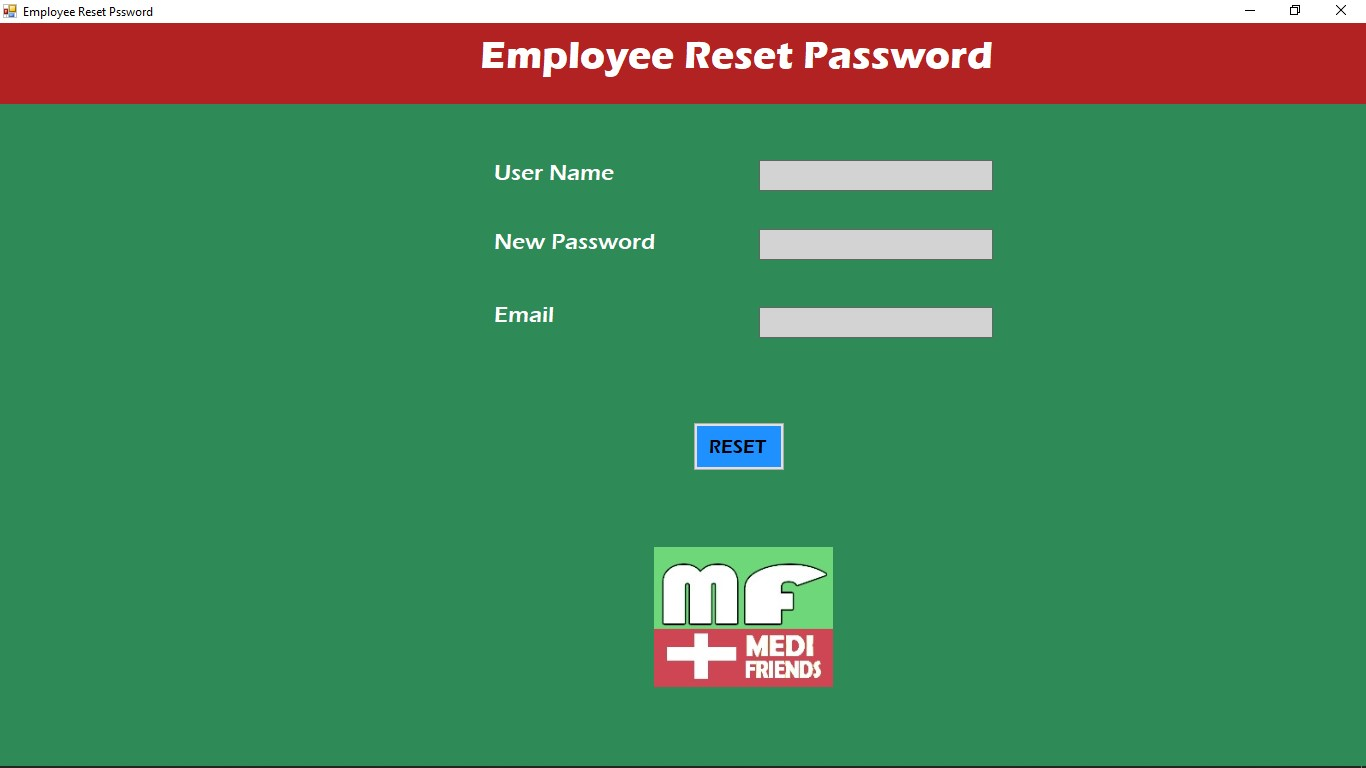 Employee Reset Pssword
Employee Reset Password
User Name
New Password
Email
RESET
mF
MEDI
FRIENDS